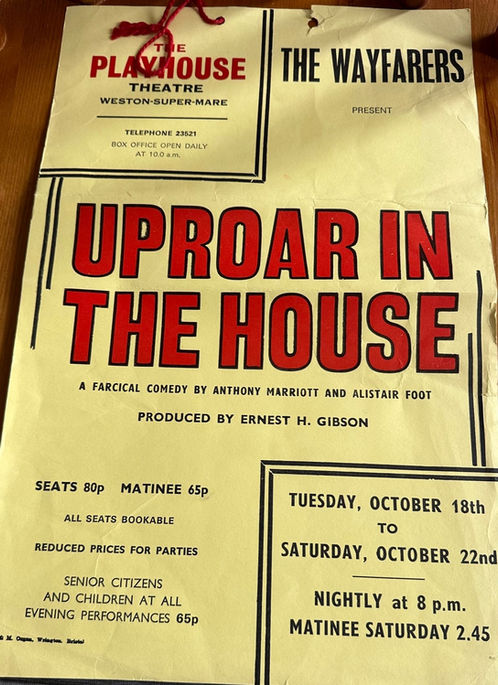 THE
PLAYHOUSE
THEATRE
WESTON-SUPER-MARE
TELEPHONE 23521
BOX OFFICE OPEN DAILY
AT 10.0 a.m.
THE WAYFARERS
PRESENT
UPROAR IN
THE HOUSE
A FARCICAL COMEDY BY ANTHONY MARRIOTT AND ALISTAIR FOOT
PRODUCED BY ERNEST H. GIBSON
SEATS 80p MATINEE 65p
ALL SEATS BOOKABLE
REDUCED PRICES FOR PARTIES
SENIOR CITIZENS
AND CHILDREN AT ALL
EVENING PERFORMANCES 65p
TUESDAY, OCTOBER 18th
TO
SATURDAY, OCTOBER 22nd
NIGHTLY at 8 p.m.
MATINEE SATURDAY 2.45
M. Wrington, Bristol